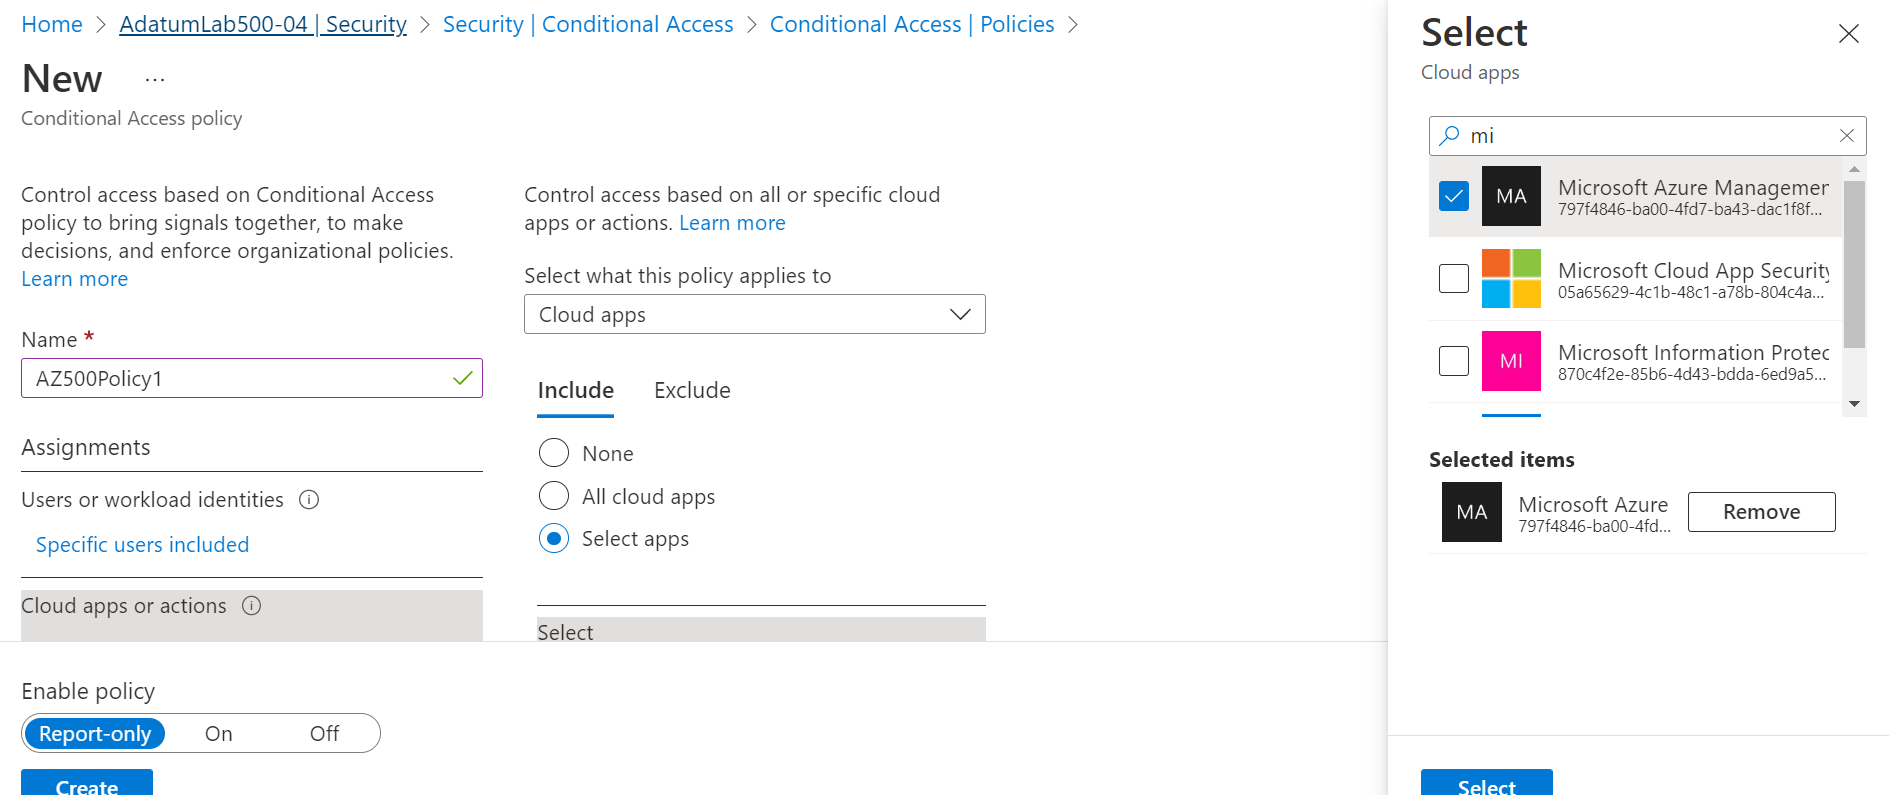 Home > AdatumLab500-04 | Security > Security | Conditional Access > Conditional Access | Policies >
New ...
Conditional Access policy
Control access based on Conditional Access
policy to bring signals together, to make
decisions, and enforce organizational policies.
Learn more
Name *
AZ500Policy1
Assignments
Users or workload identities
Specific users included
Cloud apps or actions
Control access based on all or specific cloud
apps or actions. Learn more
Select what this policy applies to
Cloud apps
Include Exclude
None
All cloud apps
Select apps
Select
Enable policy
Report-only On Off
Create
Select
Cloud apps
mi
MA
Microsoft Azure Managemen
797f4846-ba00-4fd7-ba43-dac1f8f...
Microsoft Cloud App Security
05a65629-4c1b-48c1-a78b-804c4a...
MI
Microsoft Information Protec
870c4f2e-85b6-4d43-bdda-6ed9a5...
Selected items
MA
Microsoft Azure
797f4846-ba00-4fd...
Remove
Select